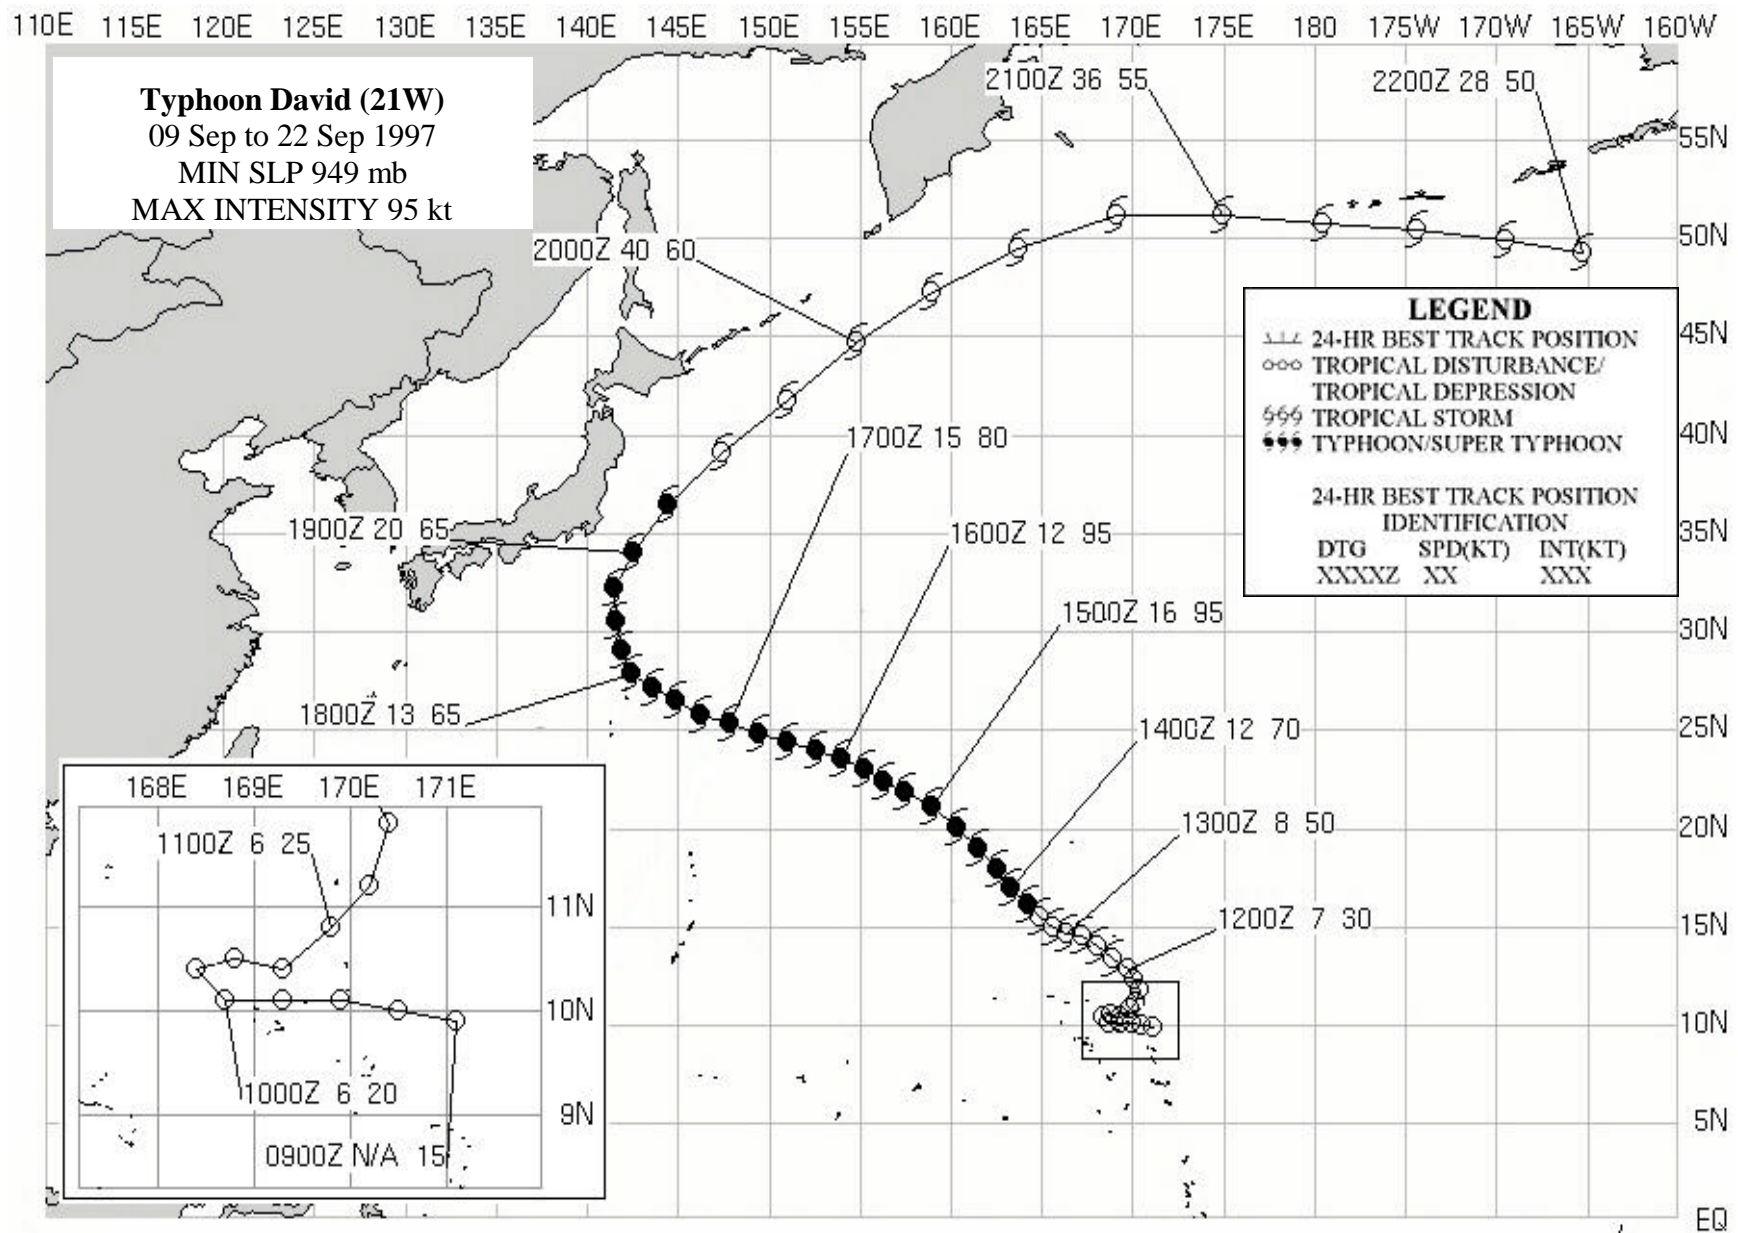 110E 115E 120E 125E 130E 135E 140E 145E 150E 155E 160E 165E 170E 175E 180 175W 170W 165W 160W
Typhoon David (21W)
09 Sep to 22 Sep 1997
MIN SLP 949 mb
MAX INTENSITY 95 kt
2100Z 36 55
2200Z 28 50
55N
2000Z 40 60
50N
LEGEND
24-HR BEST TRACK POSITION
TROPICAL DISTURBANCE/
TROPICAL DEPRESSION
TROPICAL STORM
TYPHOON/SUPER TYPHOON
24-HR BEST TRACK POSITION
IDENTIFICATION
DTG SPD(KT) INT(KT)
XXXXZ XX XXX
45N
1700Z 15 80
40N
1900Z 20 65
1600Z 12 95
35N
1500Z 16 95
30N
1800Z 13 65
1400Z 12 70
25N
1300Z 8 50
20N
1200Z 7 30
15N
10N
5N
EQ
168E 169E 170E 171E
1100Z 6 25
11N
10N
1000Z 6 20
9N
0900Z N/A 15